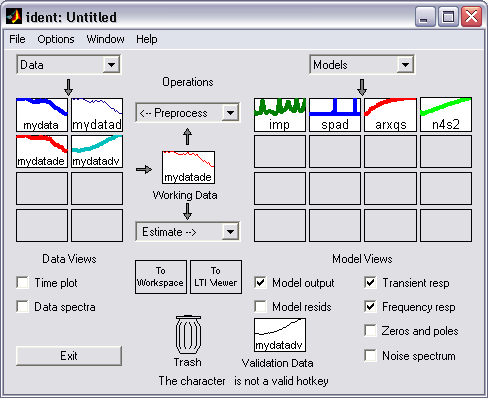 ident: Untitled
File Options Window Help
Data
Operations
Models
mydata
mydatad
<-- Preprocess
imp
spad
arxqs
n4s2
mydatade
mydatadv
mydatade
Working Data
Estimate -->
Data Views
Model Views
Time plot
To
Workspace
To
LTI Viewer
Model output
Transient resp
Data spectra
Model resids
Frequency resp
Zeros and poles
mydatadv
Exit
Trash
Validation Data
Noise spectrum
The character is not a valid hotkey